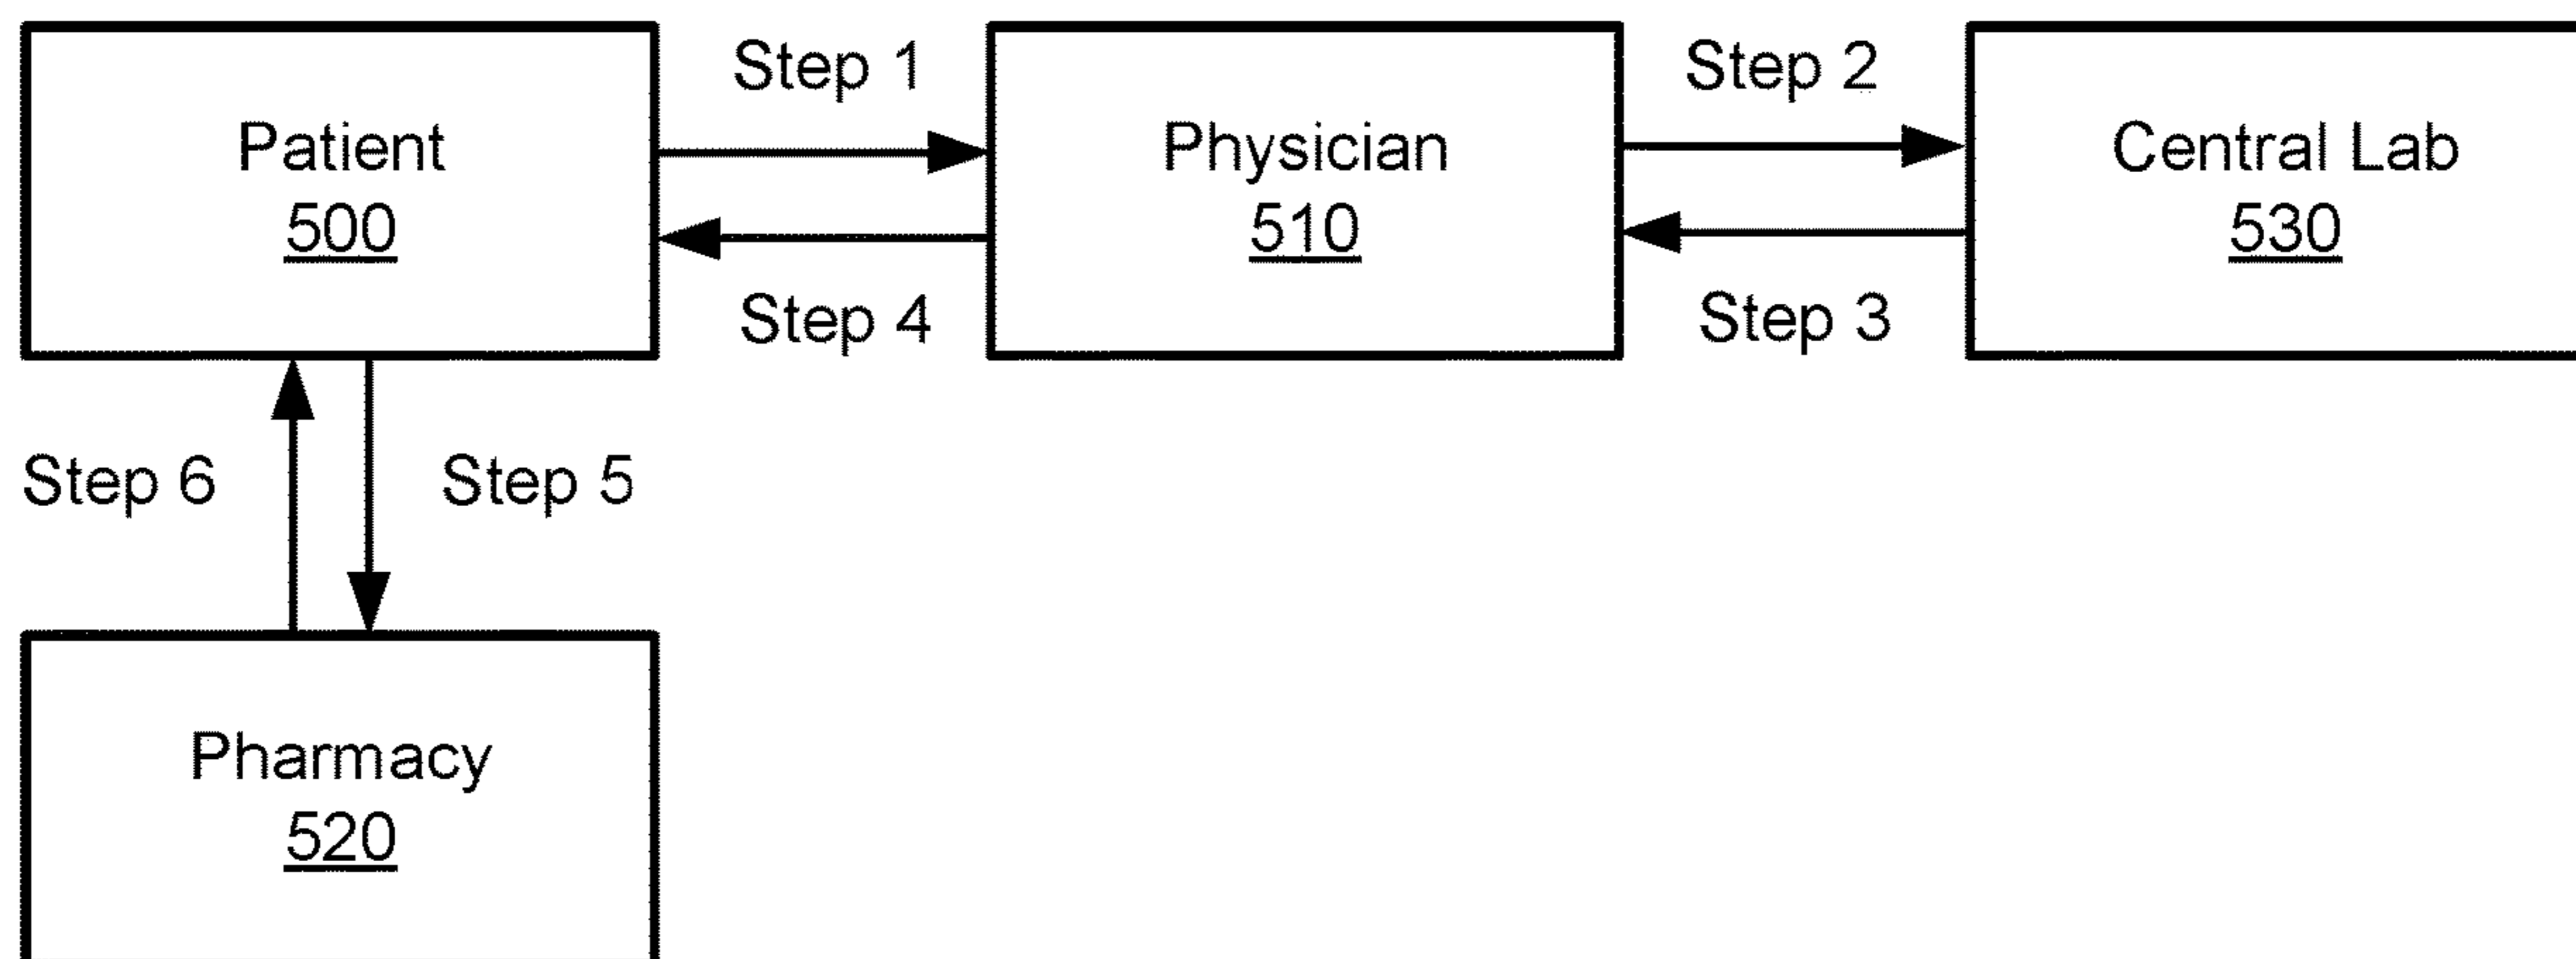 Patient
500
Step 1
Physician
510
Step 2
Central Lab
530
Step 4
Step 3
Step 6
Step 5
Pharmacy
520